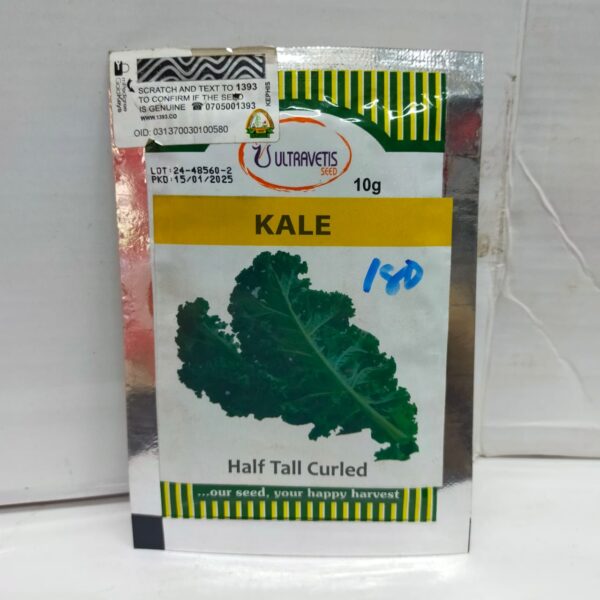 SCRATCH AND TEXT TO 1393
TO CONFIRM IF THE SEED
IS GENUINE ☎ 0705001393
WWW.1393.CO
OID: 031370030100580
KEPHIS
ULTRAVETIS
SEED
LOT:24-48560-2
PKD:15/01/2025
10g
KALE
180
Half Tall Curled
...our seed, your happy harvest